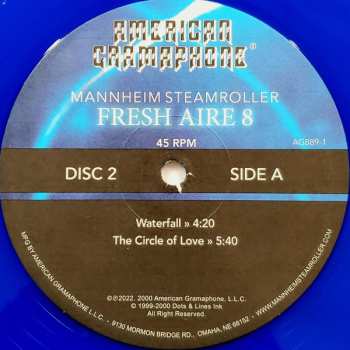 AMERICAN
GRAMAPHONE®
MANNHEIM STEAMROLLER
FRESH AIRE 8
45 RPM
AG889-1
DISC 2
SIDE A
Waterfall » 4:20
The Circle of Love » 5:40
℗©2022, 2000 American Gramaphone, L.L.C.
© 1999-2000 Dots & Lines Ink
All Right Reserved.
MFG BY AMERICAN GRAMAPHONE L.L.C. - 9130 MORMON BRIDGE RD., OMAHA, NE 68152 - WWW.MANNHEIMSTEAMROLLER.COM